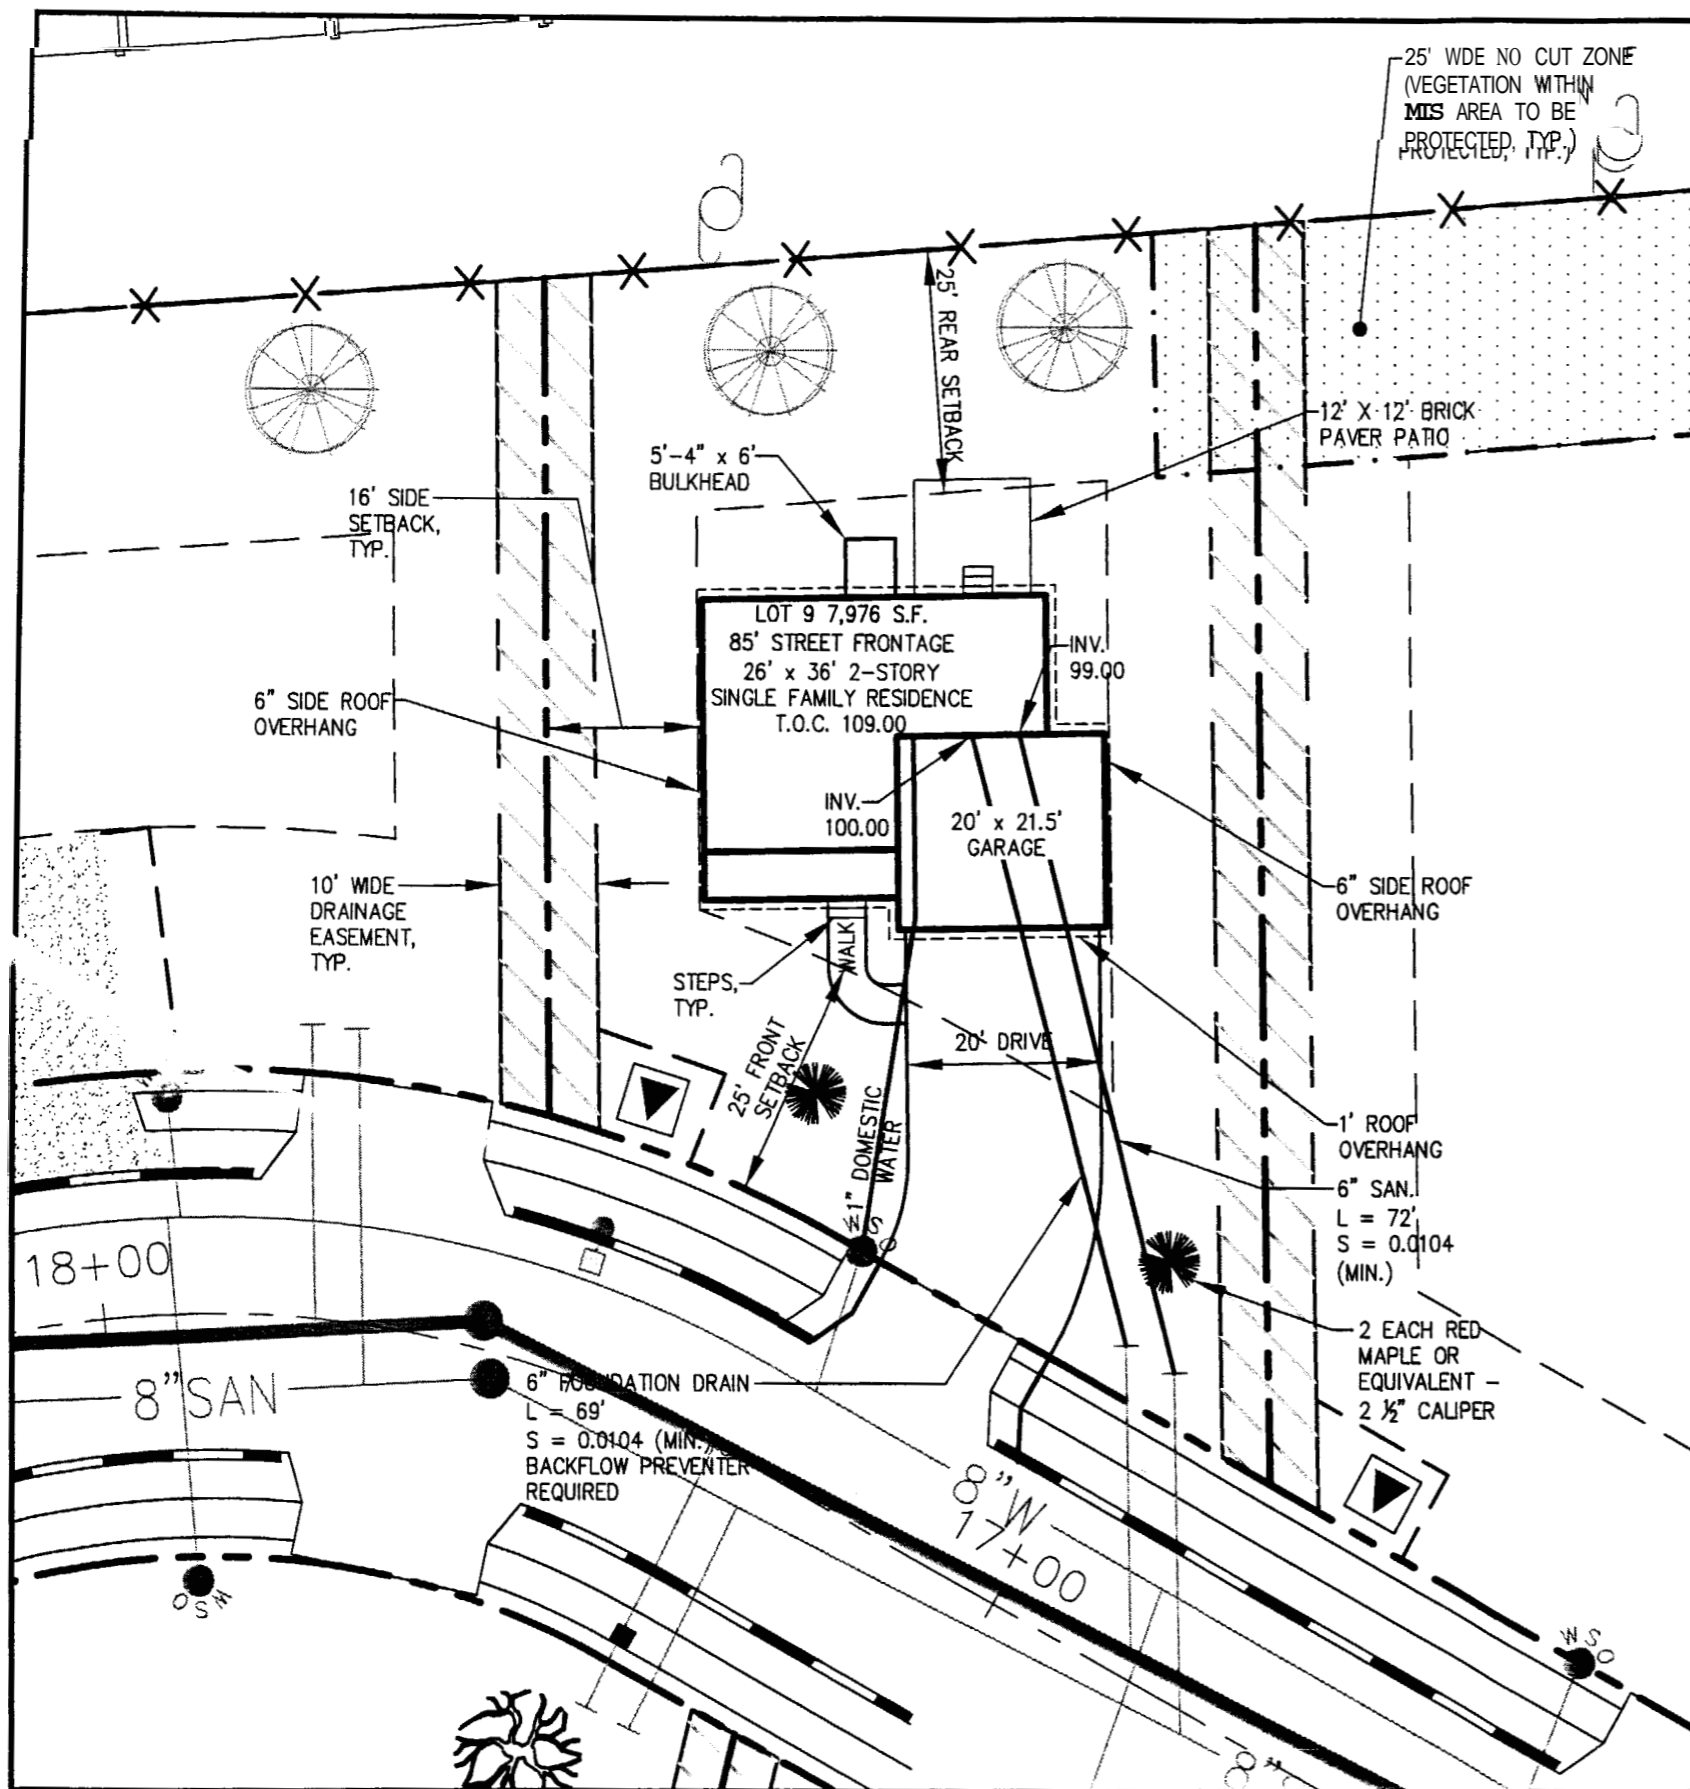 25' WDE NO CUT ZONE
(VEGETATION WITHIN
MIS AREA TO BE
PROTECTED, TYP.)
PROTECTED, TYP.)
25' REAR SETBACK
12' X 12' BRICK
PAVER PATIO
5'-4" x 6'
BULKHEAD
16' SIDE
SETBACK,
TYP.
LOT 9 7,976 S.F.
85' STREET FRONTAGE
26' x 36' 2-STORY
SINGLE FAMILY RESIDENCE
T.O.C. 109.00
INV.
99.00
6" SIDE ROOF
OVERHANG
INV.
100.00
20' x 21.5'
GARAGE
10' WIDE
DRAINAGE
EASEMENT,
TYP.
6" SIDE ROOF
OVERHANG
WALK
STEPS,
TYP.
25' FRONT
SETBACK
20' DRIVE
1" DOMESTIC
WATER
1' ROOF
OVERHANG
6" SAN.
L = 72'
S = 0.0104
(MIN.)
WSO
18+00
2 EACH RED
MAPLE OR
EQUIVALENT -
2 ½" CALIPER
8"SAN
6" FOUNDATION DRAIN
L = 69'
S = 0.0104 (MIN.)
BACKFLOW PREVENTER
REQUIRED
8"W
17+00
WSO
WSO
8"